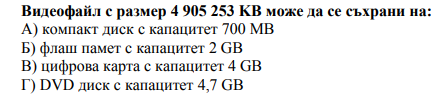 Видеофайл с размер 4 905 253 KB може да се съхрани на:
А) компакт диск с капацитет 700 MB
Б) флаш памет с капацитет 2 GB
В) цифрова карта с капацитет 4 GB
Г) DVD диск с капацитет 4,7 GB